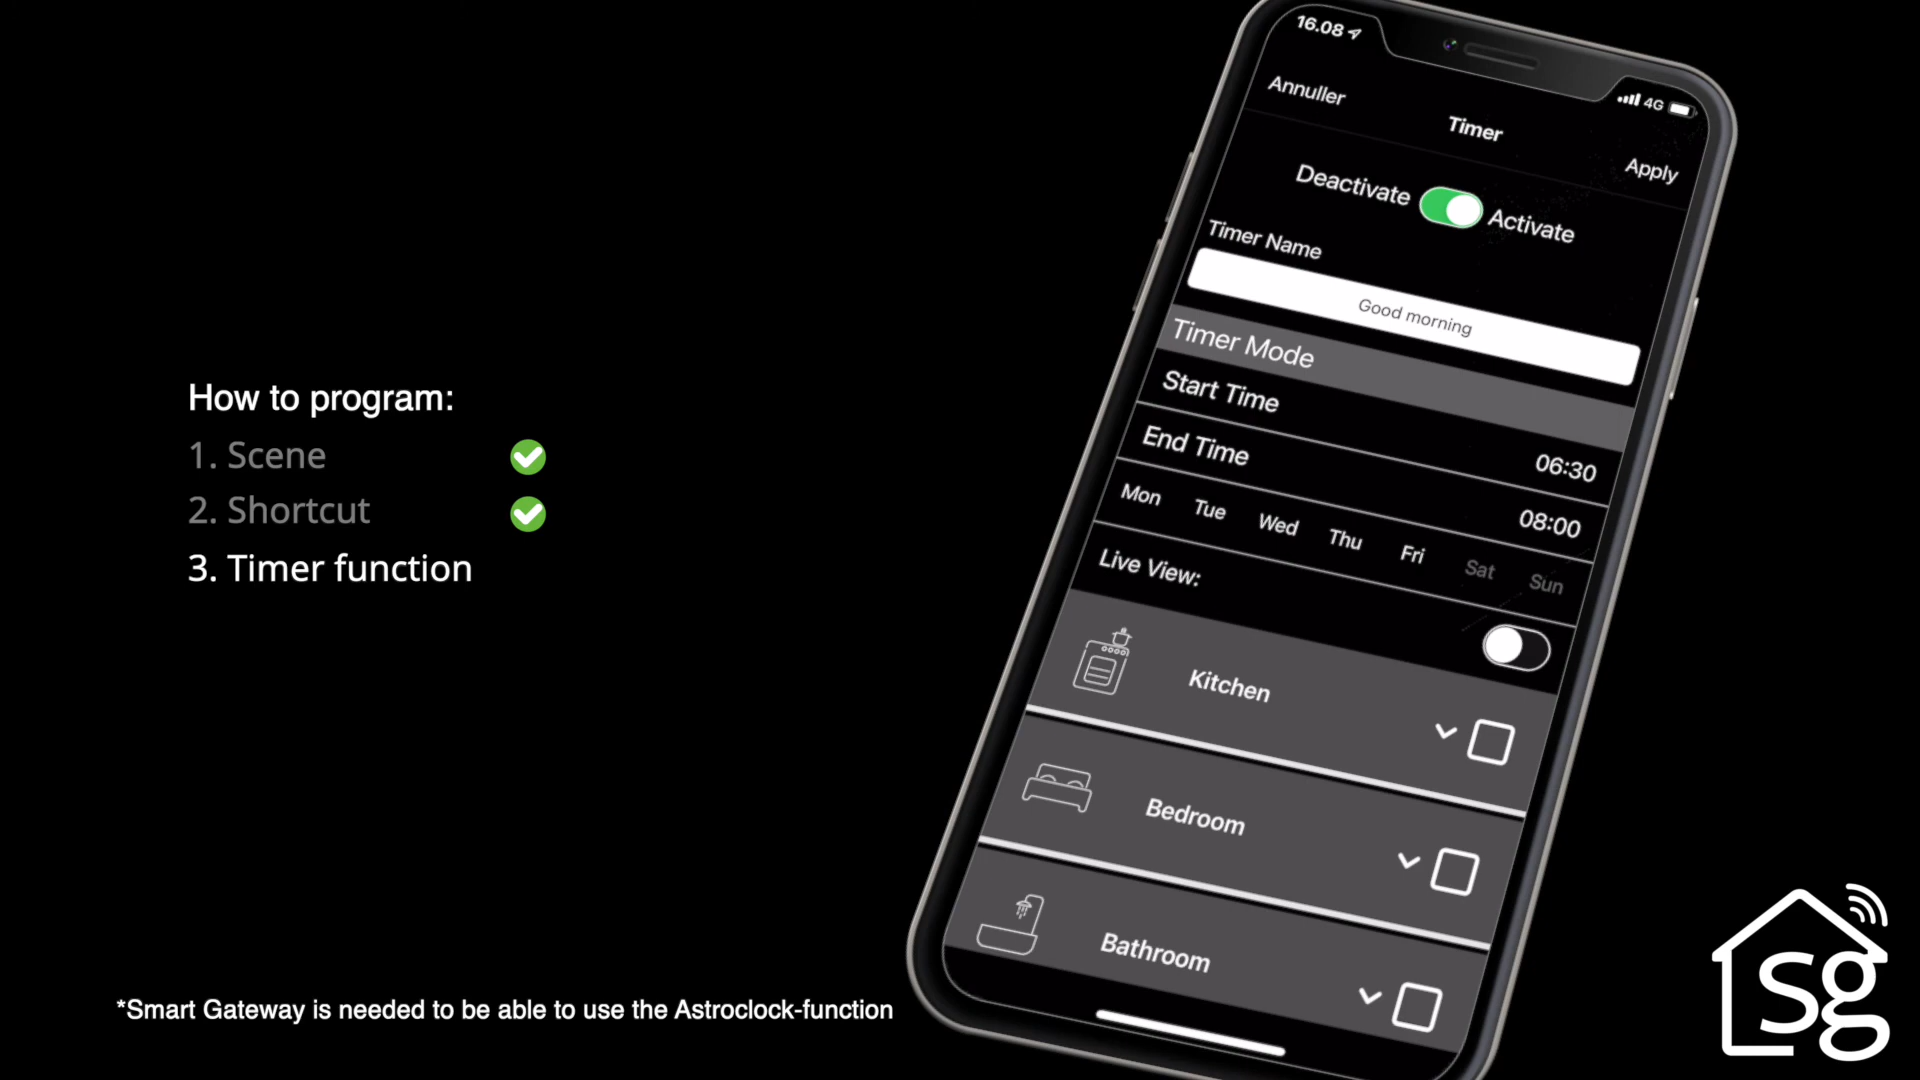 How to program:
1. Scene
2. Shortcut
3. Timer function
*Smart Gateway is needed to be able to use the Astroclock-function
16.08
4G
Annuller
Timer
Apply
Deactivate
Activate
Timer Name
Good morning
Timer Mode
Start Time
06:30
End Time
08:00
Mon Tue Wed Thu Fri Sat Sun
Live View:
Kitchen
Bedroom
Bathroom
sg